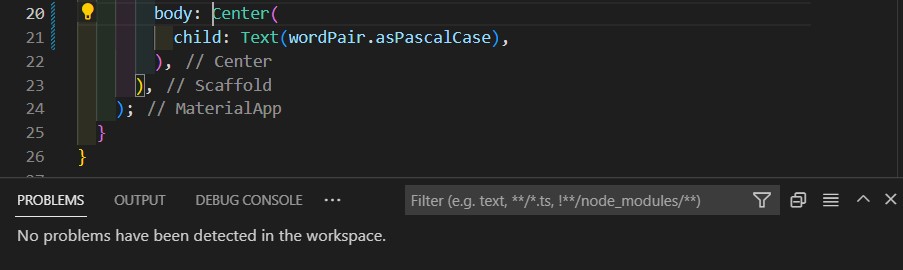 20 body: Center(
21 child: Text(wordPair.asPascalCase),
22 ), // Center
23 ), // Scaffold
24 ); // MaterialApp
25 }
26 }
27
PROBLEMS OUTPUT DEBUG CONSOLE ··· Filter (e.g. text, **/*.ts, !**/node_modules/**)
No problems have been detected in the workspace.